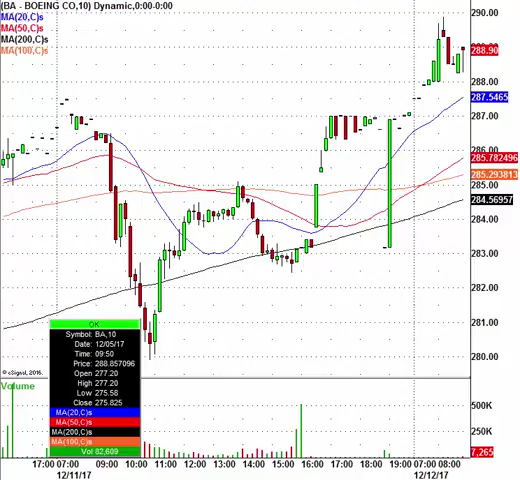 (BA - BOEING CO,10) Dynamic,0:00-0:00
MA(20,C)s
MA(50,C)s
MA(200,C)s
MA(100,C)s
290.00
288.90
288.00
287.5465
287.00
286.00
285.782496
285.293813
285.00
284.56957
284.00
283.00
282.00
281.00
280.00
OK
Symbol: BA,10
Date: 12/05/17
Time: 09:50
Price: 288.857096
Open 277.20
High 277.20
Low 275.58
Close 275.825
MA(20,C)s
MA(50,C)s
MA(200,C)s
MA(100,C)s
Vol 82,609
© eSignal, 2016
Volume
500K
250K
7,265
17:00 07:00 09:00 10:00 11:00 12:00 13:00 14:00 15:00 16:00 17:00 18:00 19:00 07:00 08:00
12/11/17 12/12/17